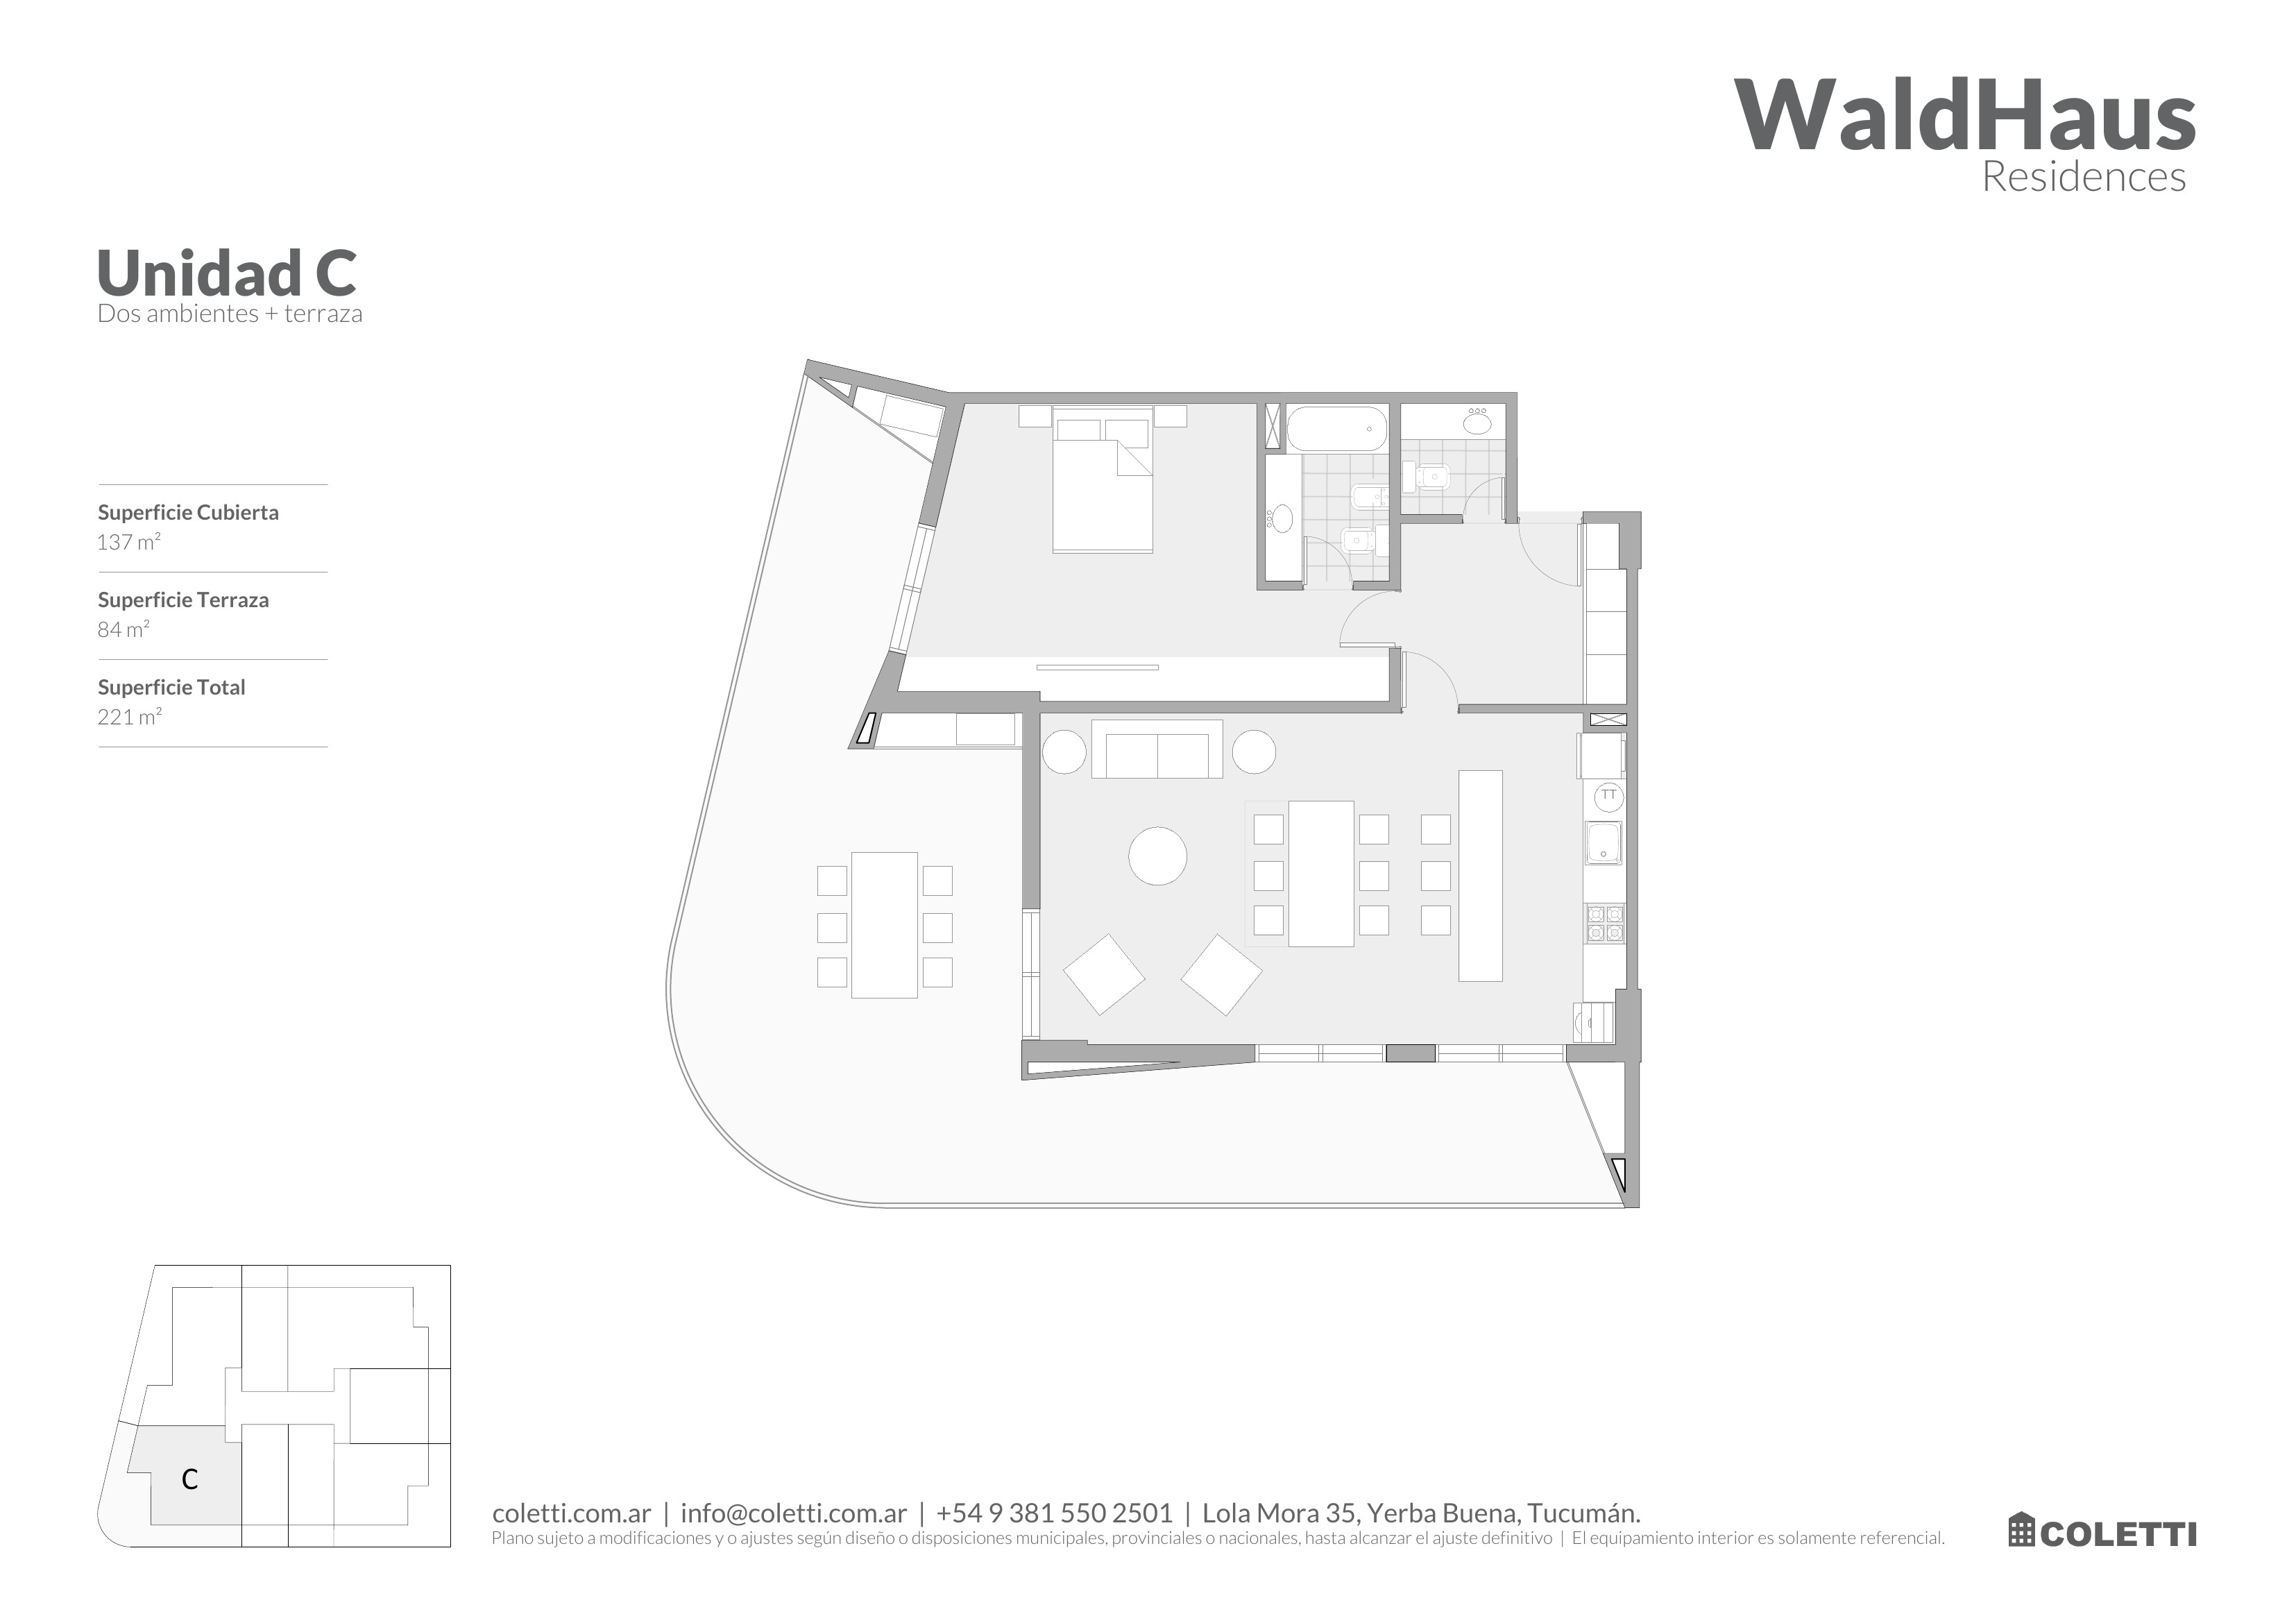 WaldHaus
Residences
Unidad C
Dos ambientes + terraza
Superficie Cubierta
137 m²
Superficie Terraza
84 m²
Superficie Total
221 m²
TT
C
coletti.com.ar | info@coletti.com.ar | +54 9 381 550 2501 | Lola Mora 35, Yerba Buena, Tucumán.
Plano sujeto a modificaciones y o ajustes según diseño o disposiciones municipales, provinciales o nacionales, hasta alcanzar el ajuste definitivo | El equipamiento interior es solamente referencial.
COLETTI